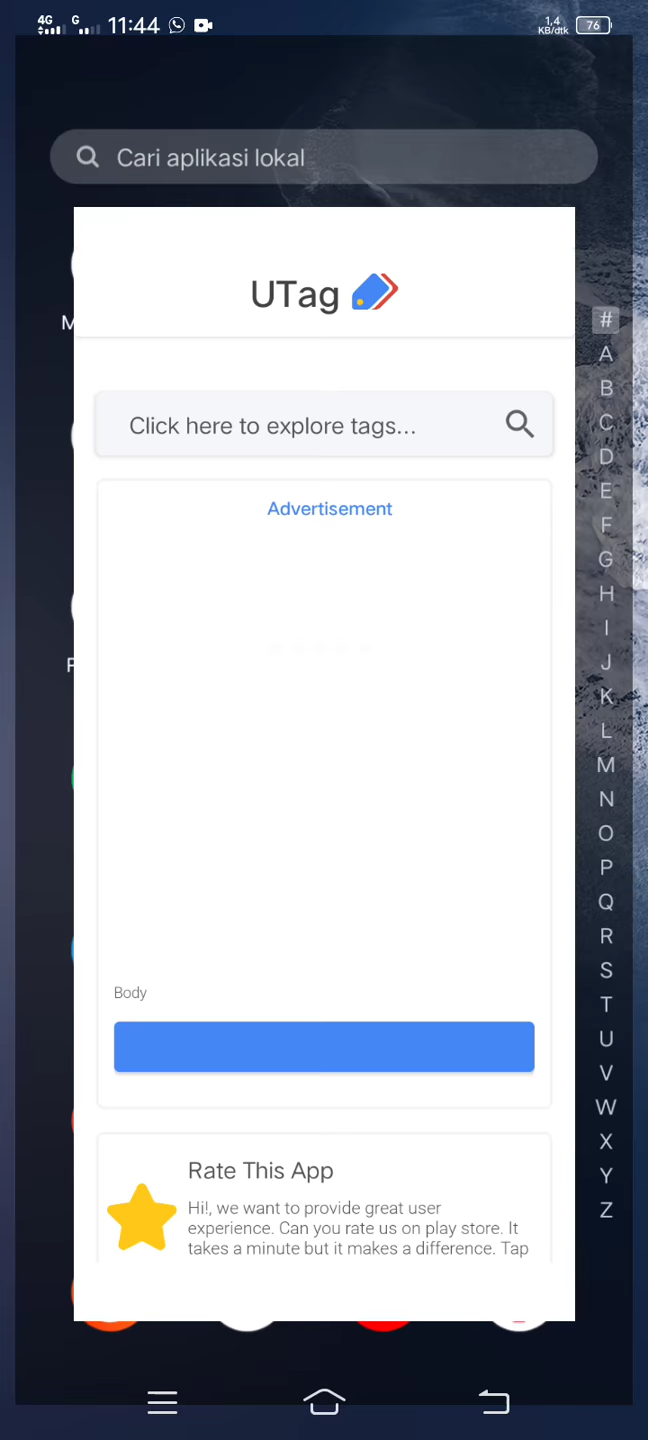 4G G 11:44 1,4 KB/dtk 76
Cari aplikasi lokal
UTag
M
#
A
B
Click here to explore tags...
C
D
E
Advertisement
F
G
H
I
P
J
K
L
M
N
O
P
Q
R
S
Body
T
U
V
W
X
Rate This App
Y
Hi!, we want to provide great user
Z
experience. Can you rate us on play store. It
takes a minute but it makes a difference. Tap